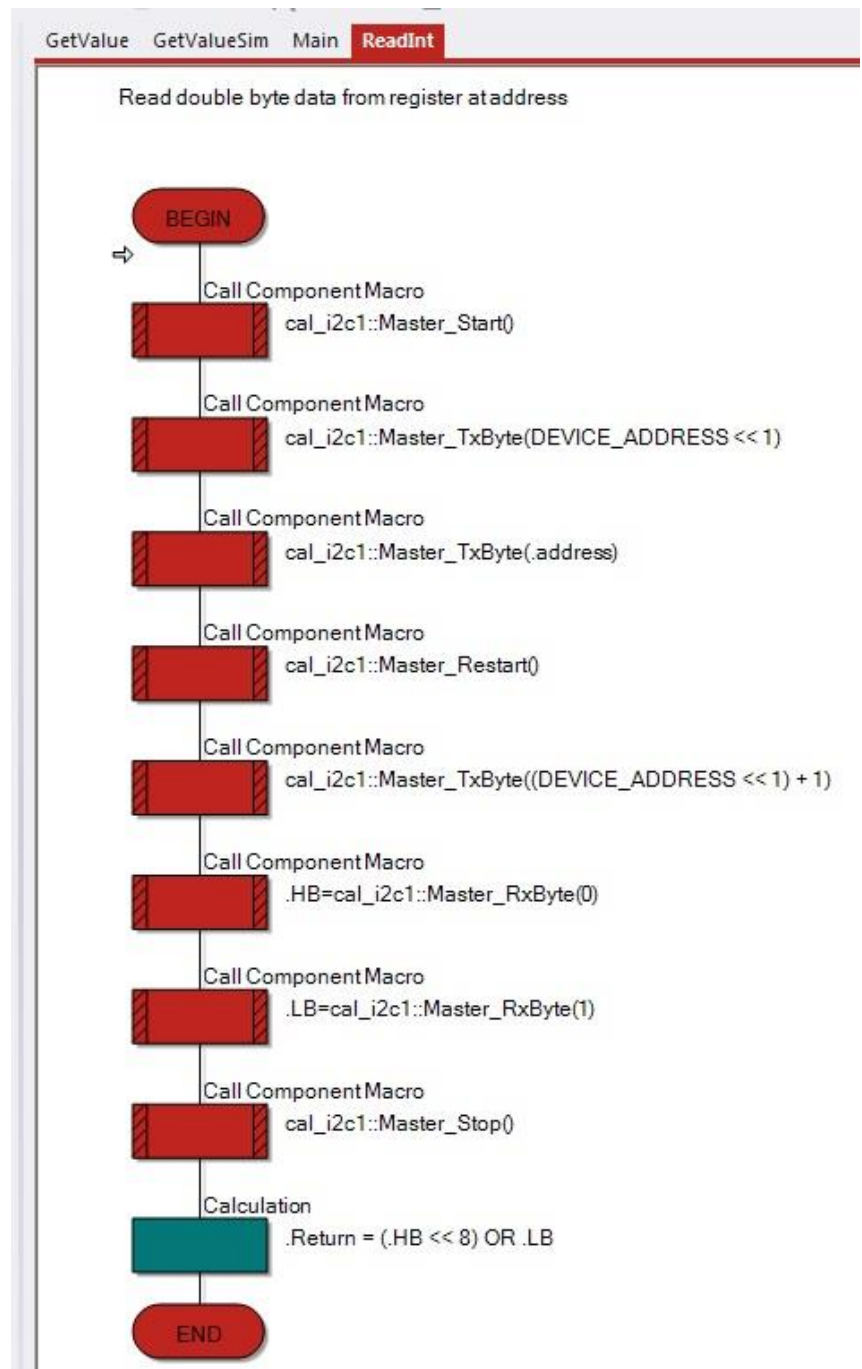 GetValue GetValueSim Main ReadInt
Read double byte data from register at address
BEGIN
Call Component Macro
cal_i2c1::Master_Start()
Call Component Macro
cal_i2c1::Master_TxByte(DEVICE_ADDRESS << 1)
Call Component Macro
cal_i2c1::Master_TxByte(.address)
Call Component Macro
cal_i2c1::Master_Restart()
Call Component Macro
cal_i2c1::Master_TxByte((DEVICE_ADDRESS << 1) + 1)
Call Component Macro
.HB=cal_i2c1::Master_RxByte(0)
Call Component Macro
.LB=cal_i2c1::Master_RxByte(1)
Call Component Macro
cal_i2c1::Master_Stop()
Calculation
.Return = (.HB << 8) OR .LB
END